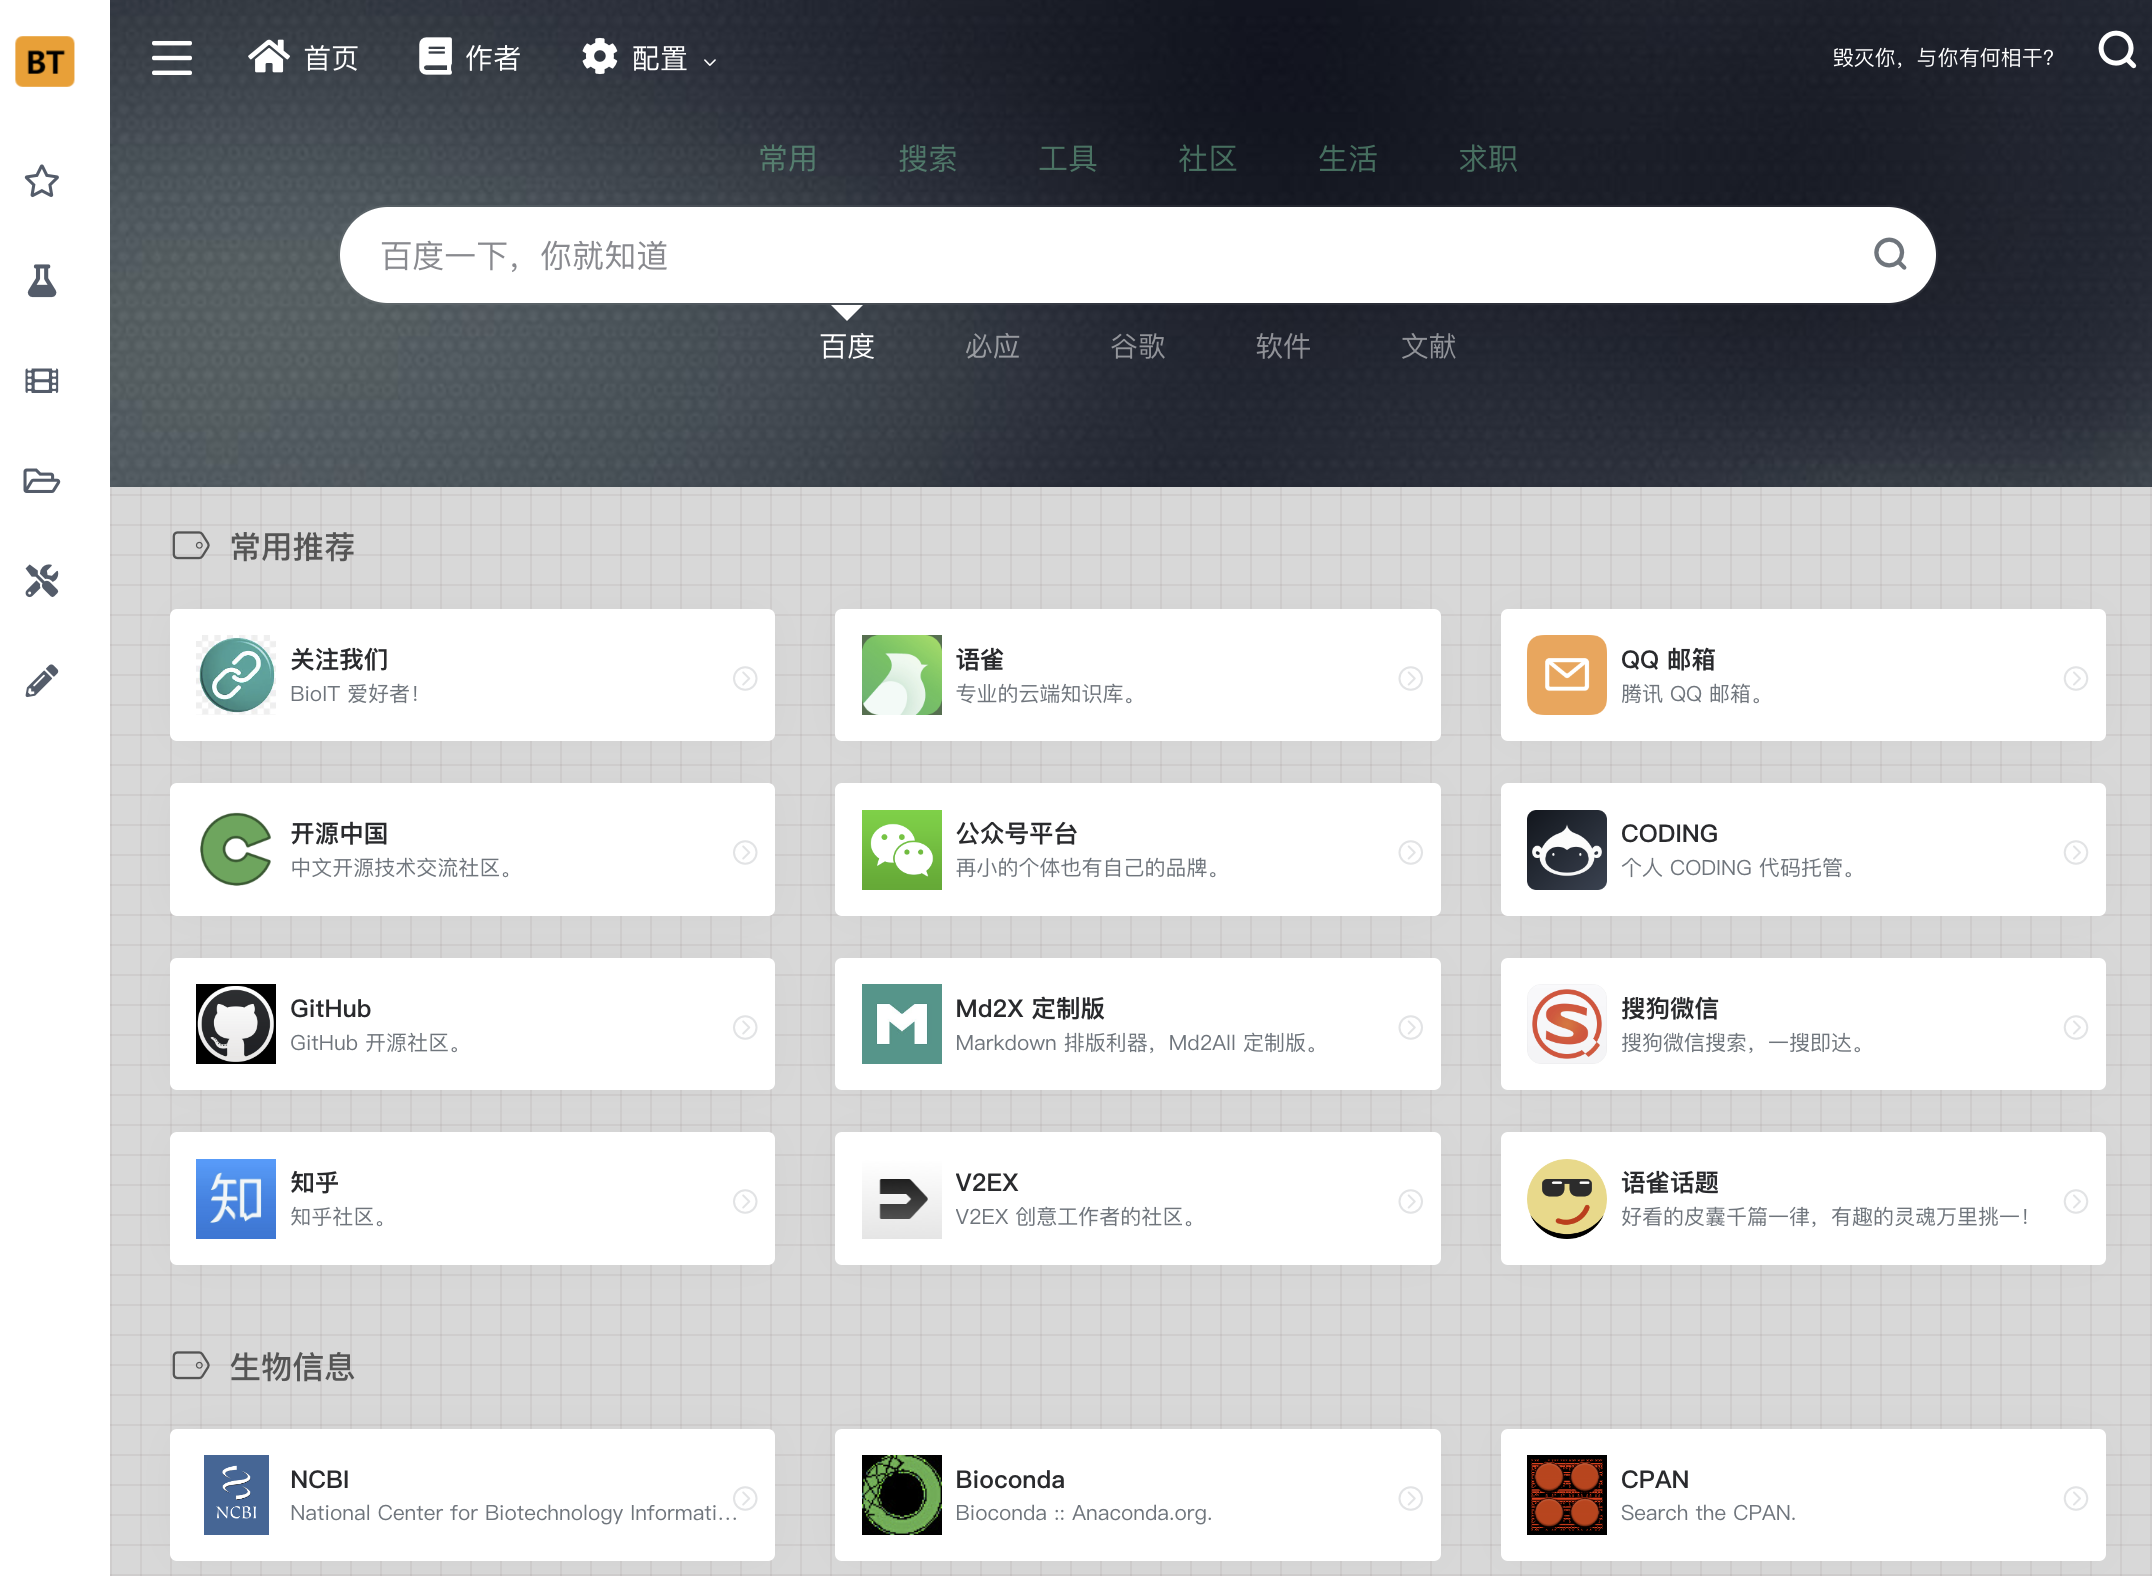 BT
首页
作者
配置
毁灭你，与你有何相干?
常用
搜索
工具
社区
生活
求职
百度一下，你就知道
百度
必应
谷歌
软件
文献
常用推荐
关注我们
BioIT 爱好者！
语雀
专业的云端知识库。
QQ 邮箱
腾讯 QQ 邮箱。
开源中国
中文开源技术交流社区。
公众号平台
再小的个体也有自己的品牌。
CODING
个人 CODING 代码托管。
GitHub
GitHub 开源社区。
M
Md2X 定制版
Markdown 排版利器，Md2All 定制版。
S
搜狗微信
搜狗微信搜索，一搜即达。
知
知乎
知乎社区。
V2EX
V2EX 创意工作者的社区。
语雀话题
好看的皮囊千篇一律，有趣的灵魂万里挑一！
生物信息
NCBI
NCBI
National Center for Biotechnology Informati...
Bioconda
Bioconda :: Anaconda.org.
CPAN
Search the CPAN.